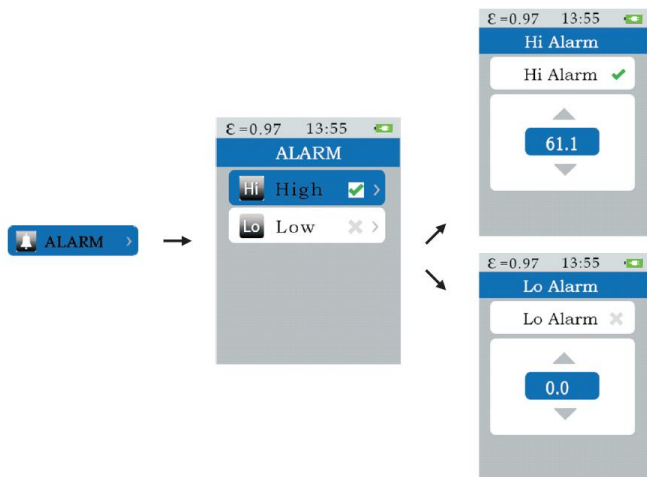 ALARM
ε=0.97 13:55
ALARM
Hi High
Lo Low
ε=0.97 13:55
Hi Alarm
Hi Alarm
61.1
ε=0.97 13:55
Lo Alarm
Lo Alarm
0.0